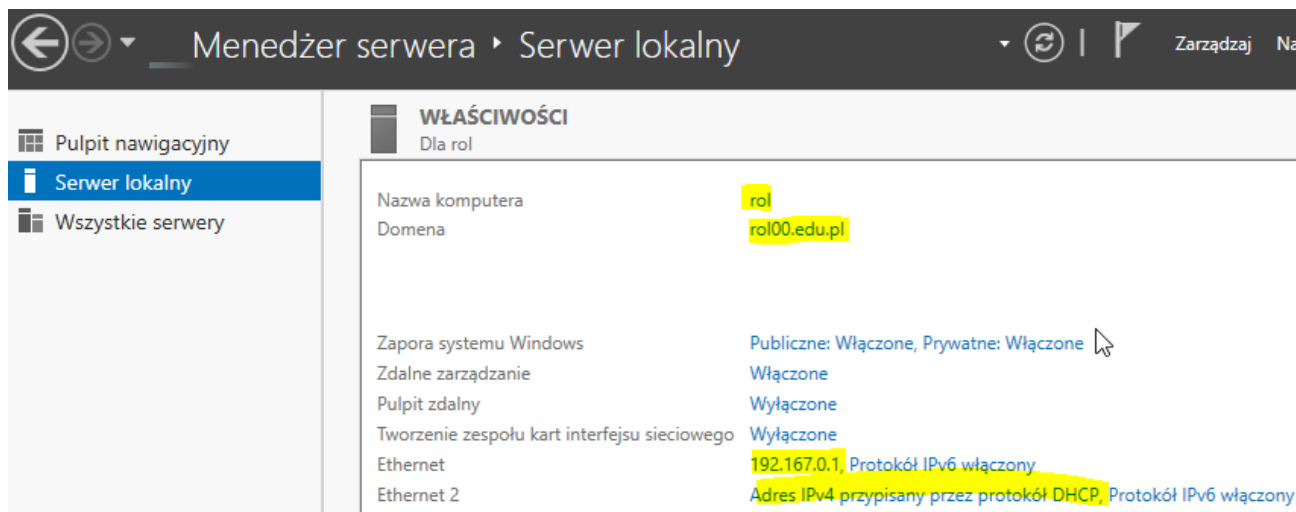 Menedżer serwera ‣ Serwer lokalny
Zarządzaj
Pulpit nawigacyjny
Serwer lokalny
Wszystkie serwery
WŁAŚCIWOŚCI
Dla rol
Nazwa komputera rol
Domena rol00.edu.pl
Zapora systemu Windows Publiczne: Włączone, Prywatne: Włączone
Zdalne zarządzanie Włączone
Pulpit zdalny Wyłączone
Tworzenie zespołu kart interfejsu sieciowego Wyłączone
Ethernet 192.167.0.1, Protokół IPv6 włączony
Ethernet 2 Adres IPv4 przypisany przez protokół DHCP, Protokół IPv6 włączony